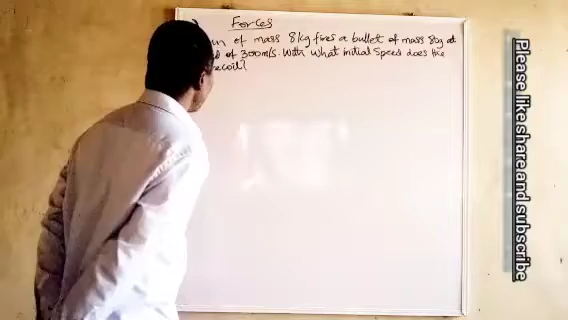 Forces
of mass 8kg fires a bullet of mass 80g at
of 300m/s. With what initial speed does the
recoil?
Please like share and subscribe